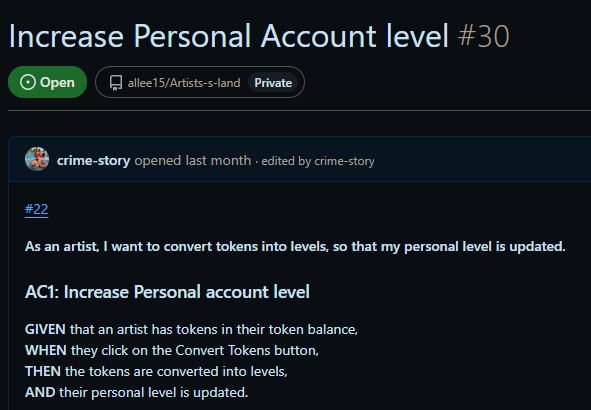 Increase Personal Account level #30
Open allee15/Artists-s-land Private
crime-story opened last month · edited by crime-story
#22
As an artist, I want to convert tokens into levels, so that my personal level is updated.
AC1: Increase Personal account level
GIVEN that an artist has tokens in their token balance,
WHEN they click on the Convert Tokens button,
THEN the tokens are converted into levels,
AND their personal level is updated.